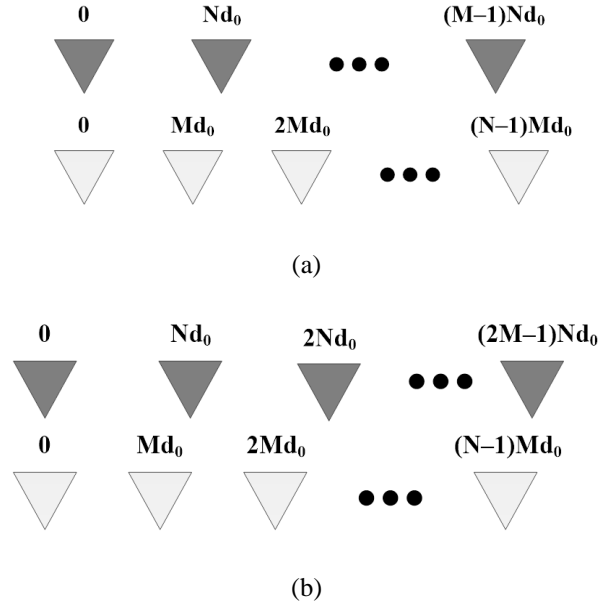 0 Nd₀ (M–1)Nd₀
0 Md₀ 2Md₀ (N–1)Md₀
(a)
0 Nd₀ 2Nd₀ (2M–1)Nd₀
0 Md₀ 2Md₀ (N–1)Md₀
(b)